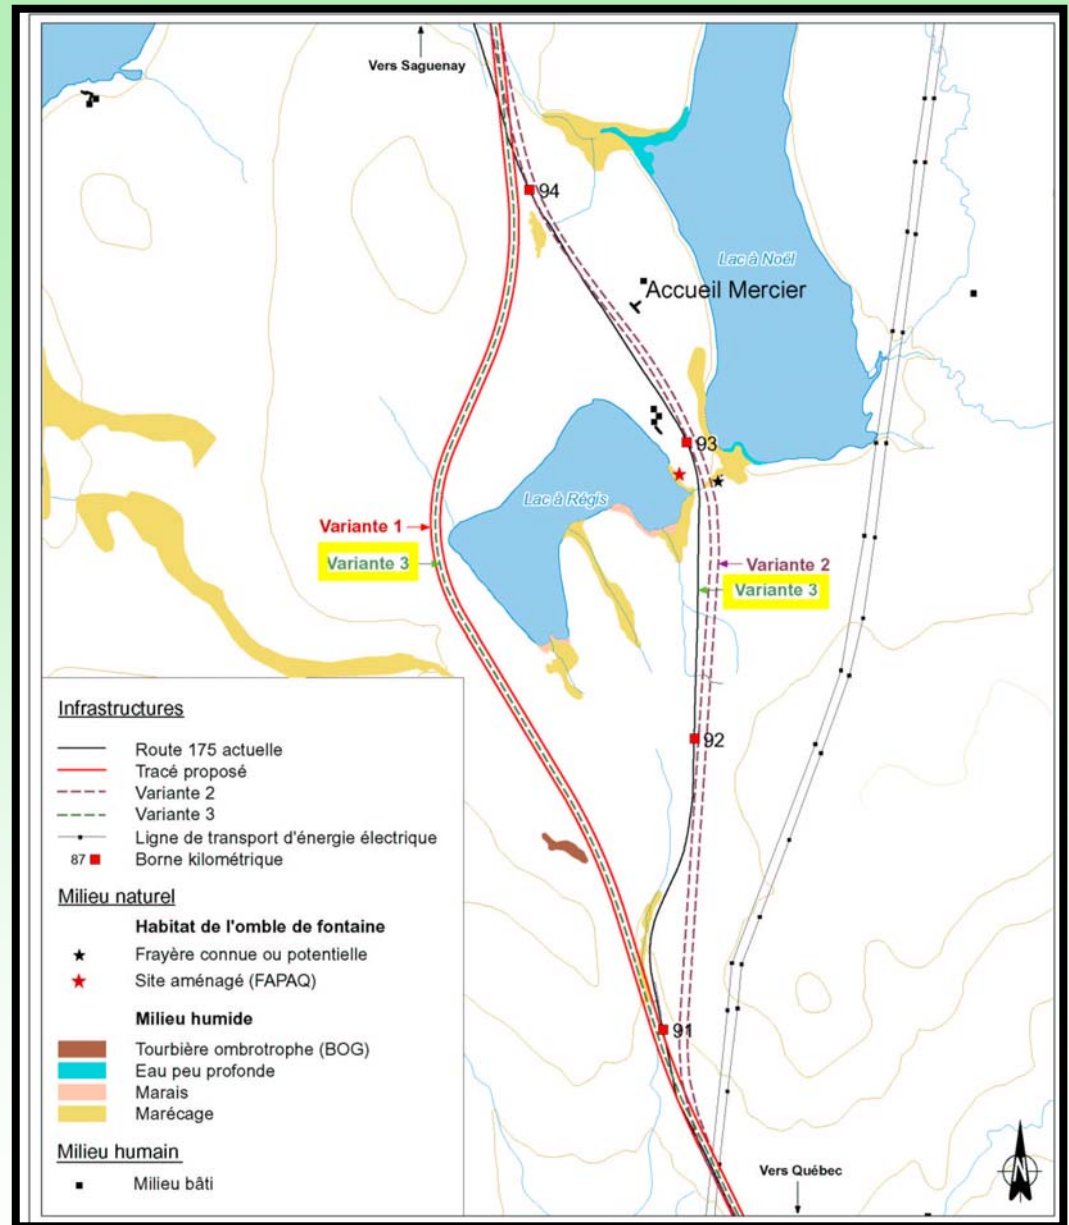 Vers Saguenay
94
Lac à Noël
Accueil Mercier
93
Lac à Régis
Variante 1
Variante 3
Variante 2
Variante 3
92
91
Infrastructures
Route 175 actuelle
Tracé proposé
Variante 2
Variante 3
Ligne de transport d'énergie électrique
87 Borne kilométrique
Milieu naturel
Habitat de l'omble de fontaine
Frayère connue ou potentielle
Site aménagé (FAPAQ)
Milieu humide
Tourbière ombrotrophe (BOG)
Eau peu profonde
Marais
Marécage
Milieu humain
Milieu bâti
Vers Québec
N